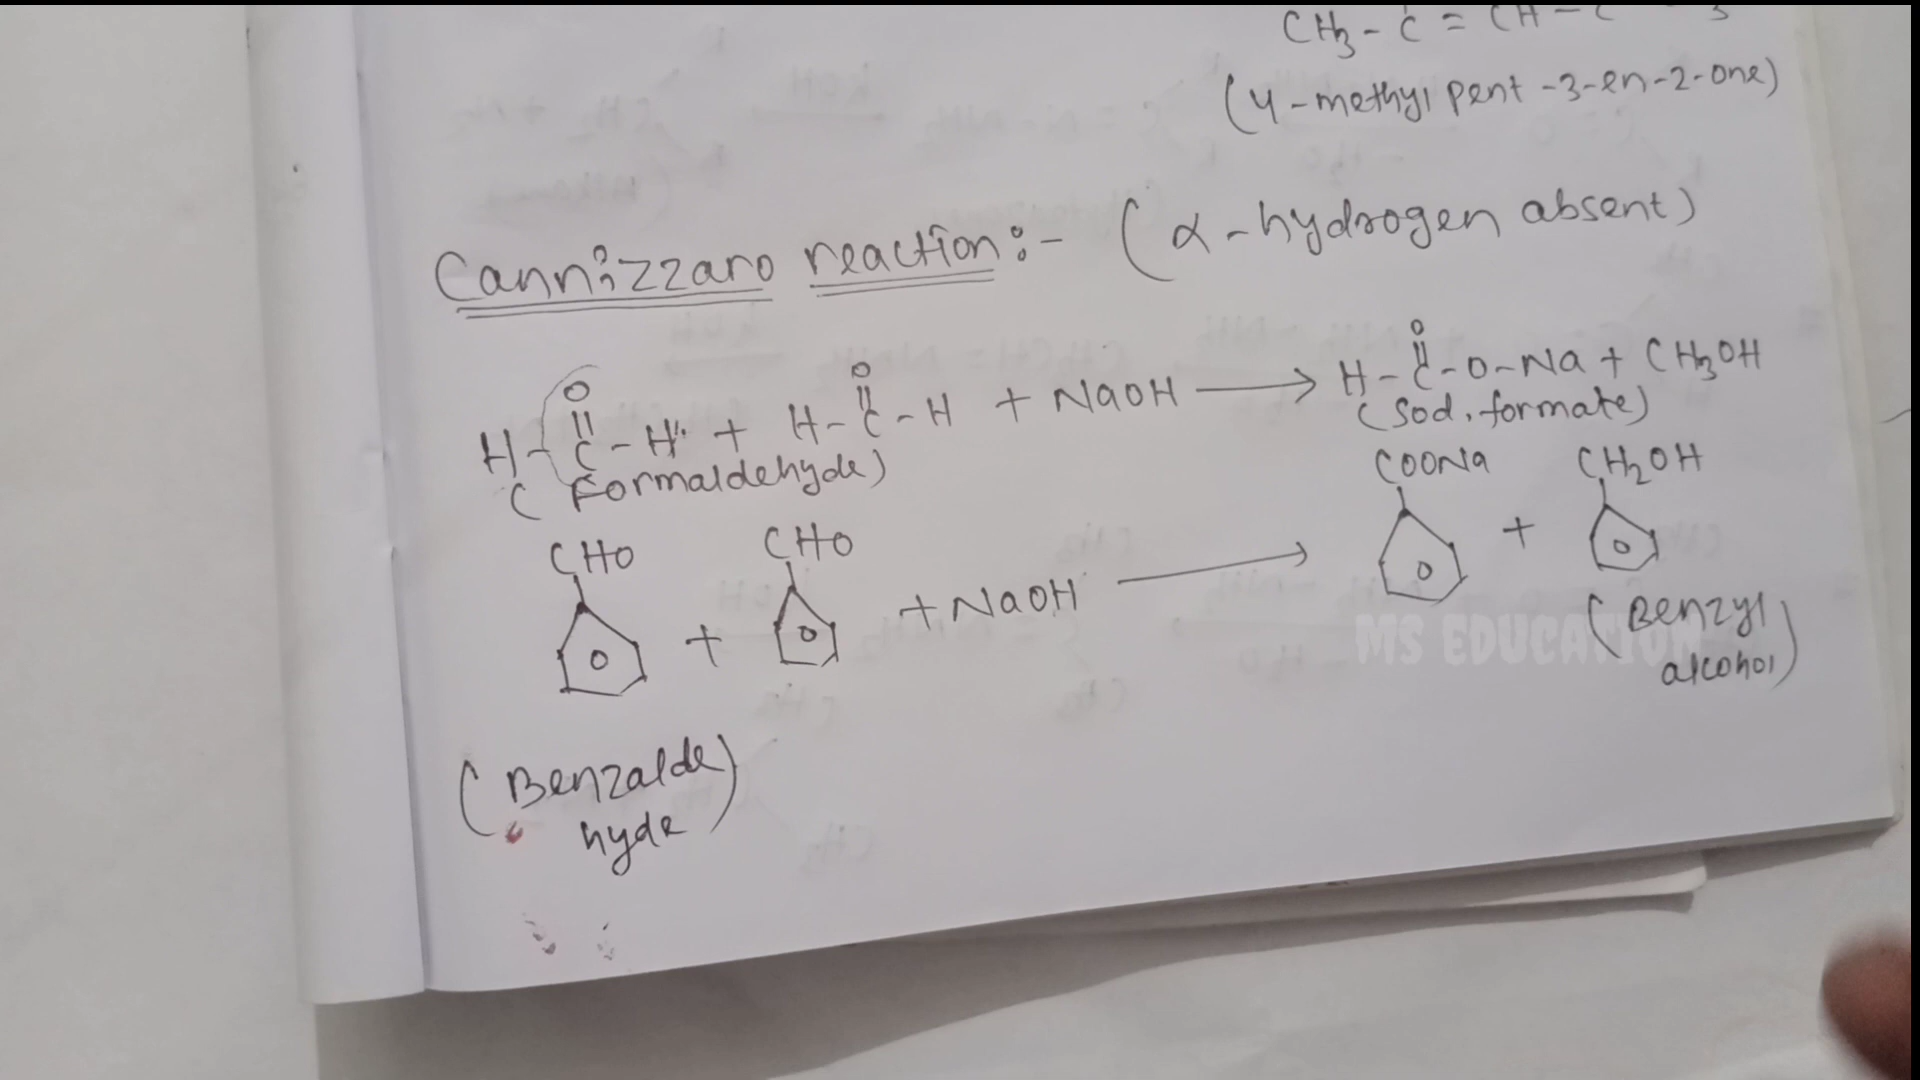 CH3 - C = CH - C - 3
(4-methyl pent-3-en-2-one)
Cannizzaro reaction :- (α-hydrogen absent)
O O O
H - C - H + H - C - H + NaOH → H - C - O - Na + CH3OH
(Formaldehyde) (Sod. formate)
CHO CHO COONa CH2OH
+ + NaOH → +
(Benzalde
hyde)
(Benzyl
alcohol)
MS EDUCATION